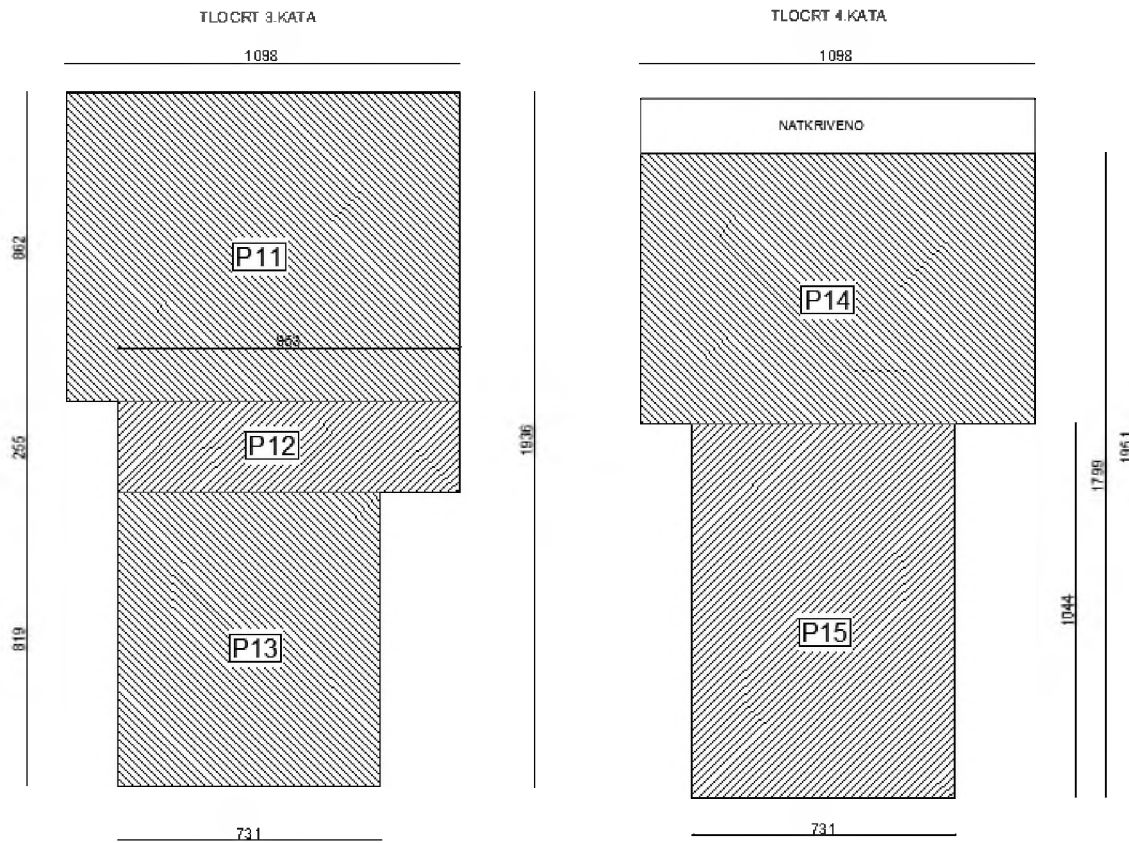 TLOCRT 3.KATA
1098
862
P11
953
255
P12
1936
819
P13
731
TLOCRT 4.KATA
1098
NATKRIVENO
P14
1951
1799
1044
P15
731